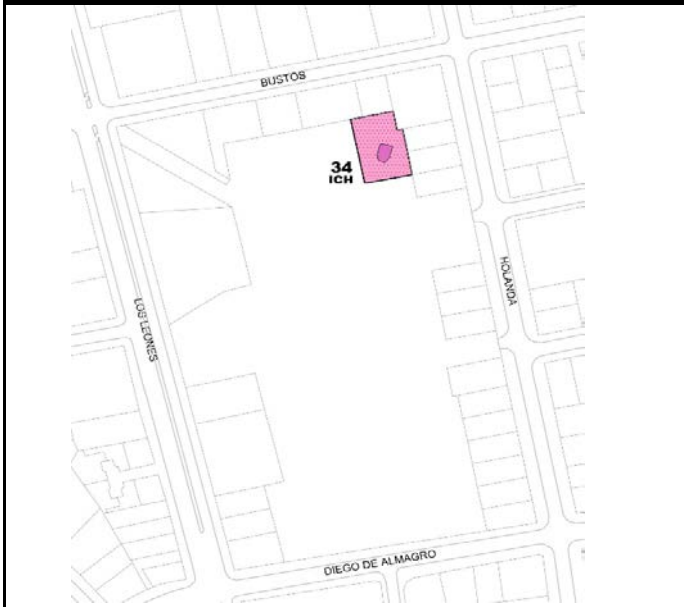 BUSTOS
34
ICH
HOLANDA
LOS LEONES
DIEGO DE ALMAGRO